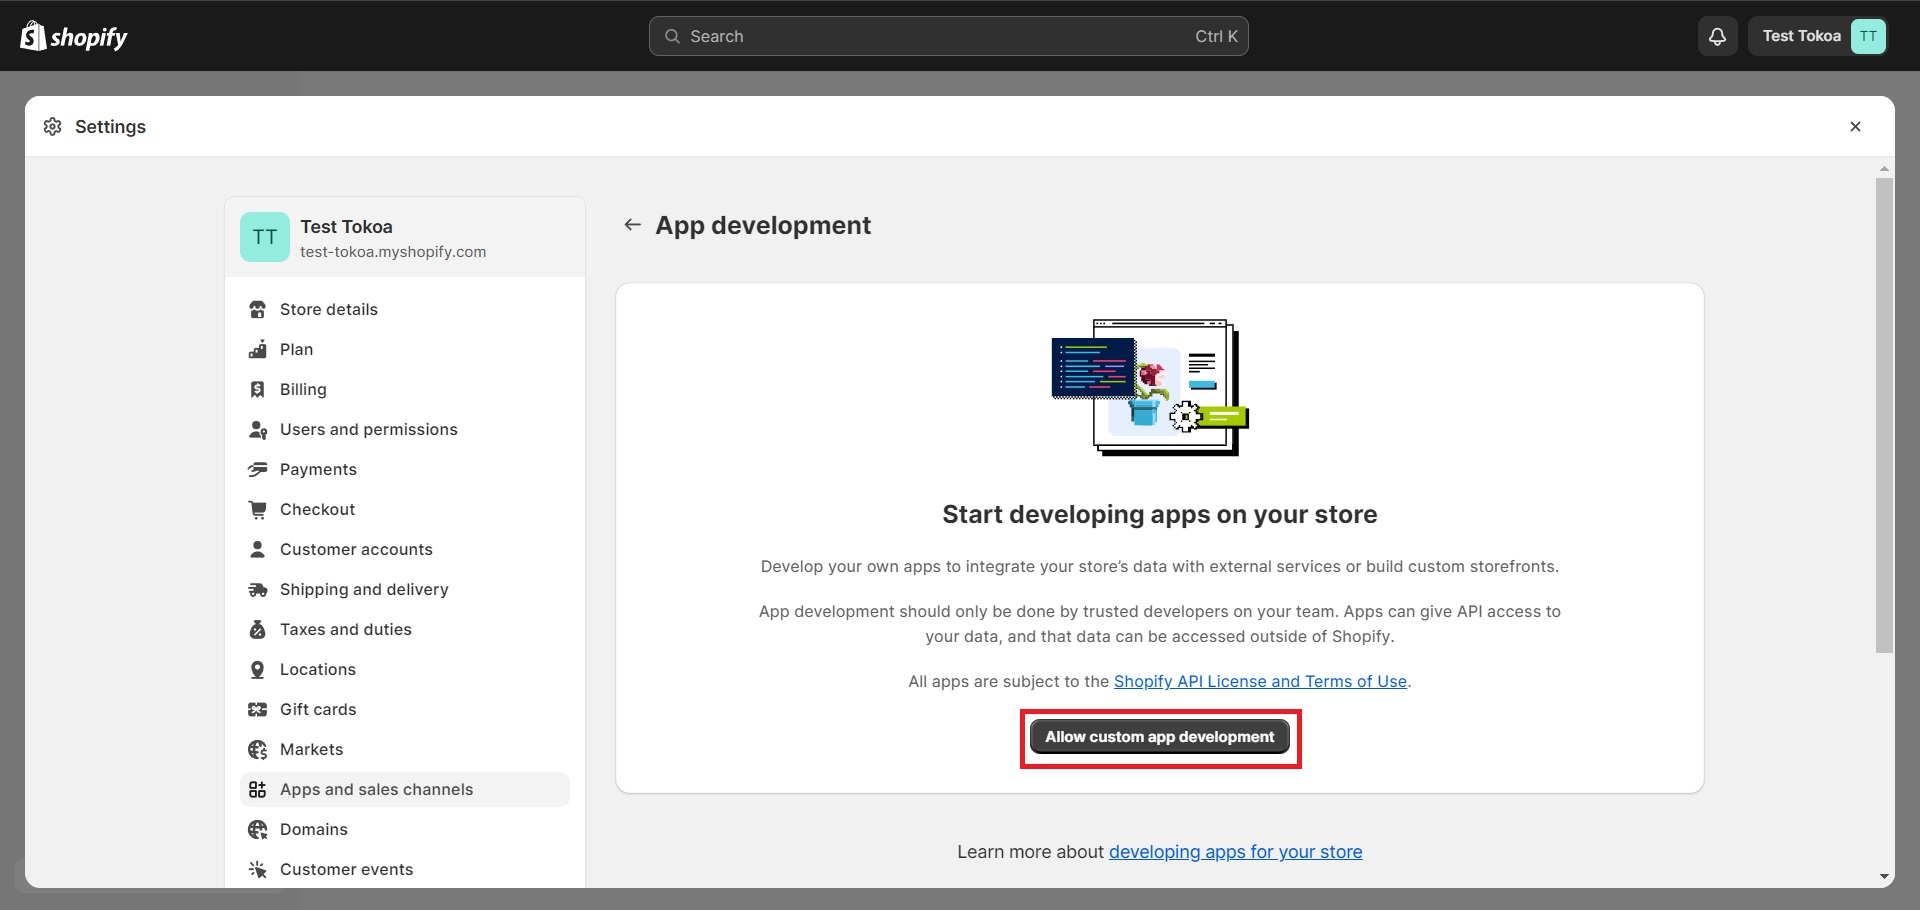 shopify
Search
Ctrl K
Test Tokoa
TT
Settings
TT
Test Tokoa
test-tokoa.myshopify.com
Store details
Plan
Billing
Users and permissions
Payments
Checkout
Customer accounts
Shipping and delivery
Taxes and duties
Locations
Gift cards
Markets
Apps and sales channels
Domains
Customer events
App development
Start developing apps on your store
Develop your own apps to integrate your store’s data with external services or build custom storefronts.
App development should only be done by trusted developers on your team. Apps can give API access to
your data, and that data can be accessed outside of Shopify.
All apps are subject to the Shopify API License and Terms of Use.
Allow custom app development
Learn more about developing apps for your store